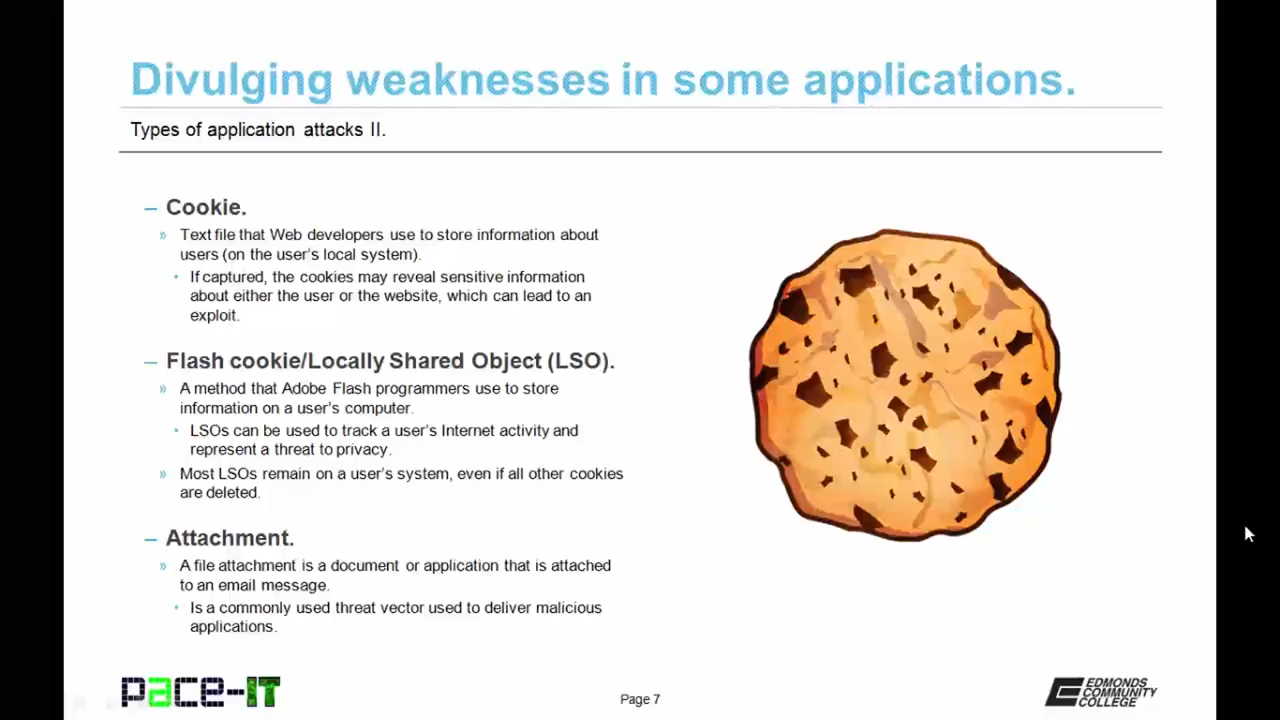 Divulging weaknesses in some applications.
Types of application attacks II.
– Cookie.
» Text file that Web developers use to store information about
users (on the user's local system).
• If captured, the cookies may reveal sensitive information
about either the user or the website, which can lead to an
exploit.
– Flash cookie/Locally Shared Object (LSO).
» A method that Adobe Flash programmers use to store
information on a user's computer.
• LSOs can be used to track a user's Internet activity and
represent a threat to privacy.
» Most LSOs remain on a user's system, even if all other cookies
are deleted.
– Attachment.
» A file attachment is a document or application that is attached
to an email message.
• Is a commonly used threat vector used to deliver malicious
applications.
pace-IT
Page 7
EDMONDS
COMMUNITY
COLLEGE